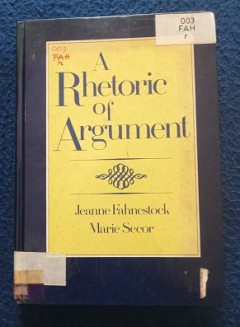 003
FAH
r
003
FAH
r
A
Rhetoric
of
Argument
Jeanne Fahnestock
Marie Secor